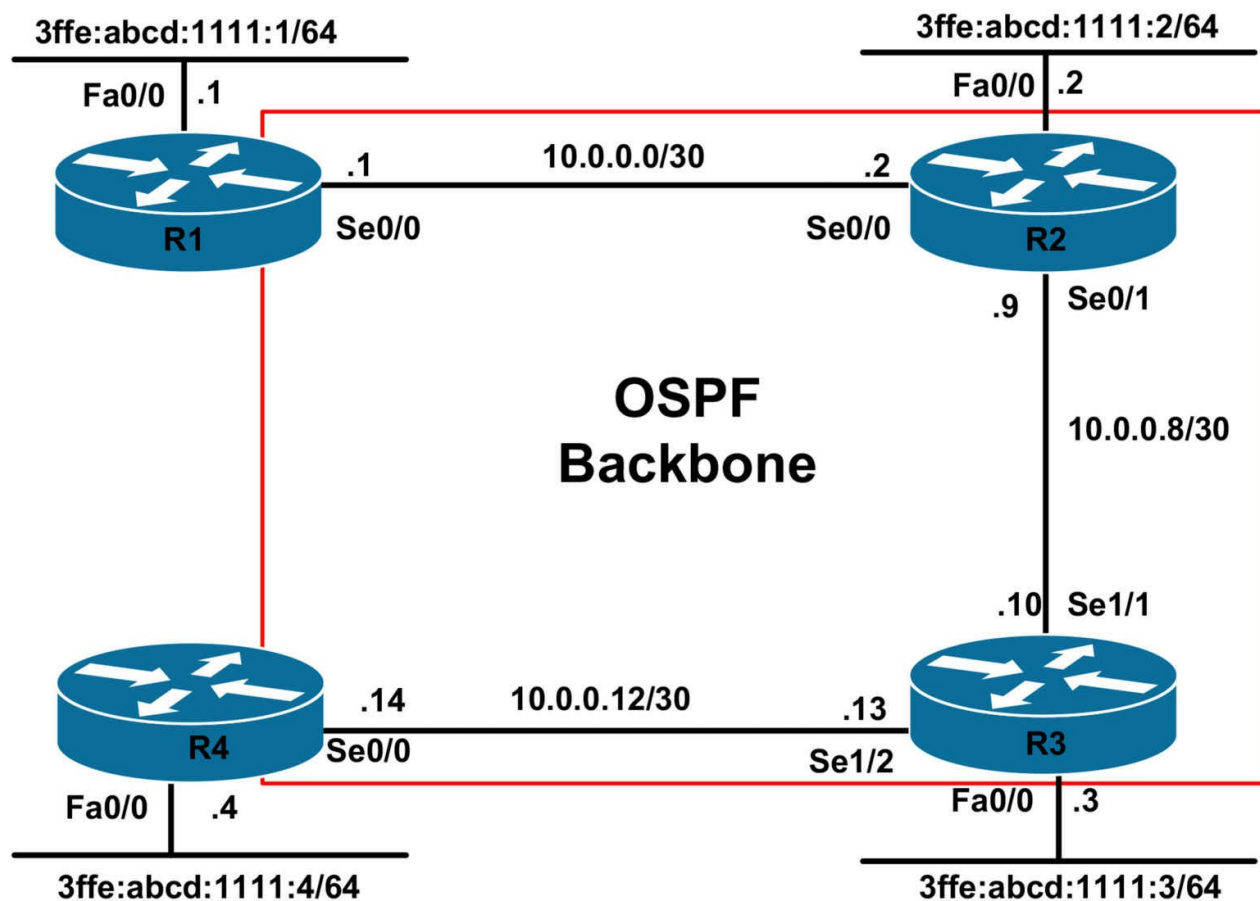 3ffe:abcd:1111:1/64
3ffe:abcd:1111:2/64
Fa0/0
.1
Fa0/0
.2
.1
10.0.0.0/30
.2
R1
Se0/0
Se0/0
R2
.9
Se0/1
OSPF
Backbone
10.0.0.8/30
.10
Se1/1
.14
10.0.0.12/30
.13
R4
Se0/0
Se1/2
R3
Fa0/0
.4
Fa0/0
.3
3ffe:abcd:1111:4/64
3ffe:abcd:1111:3/64